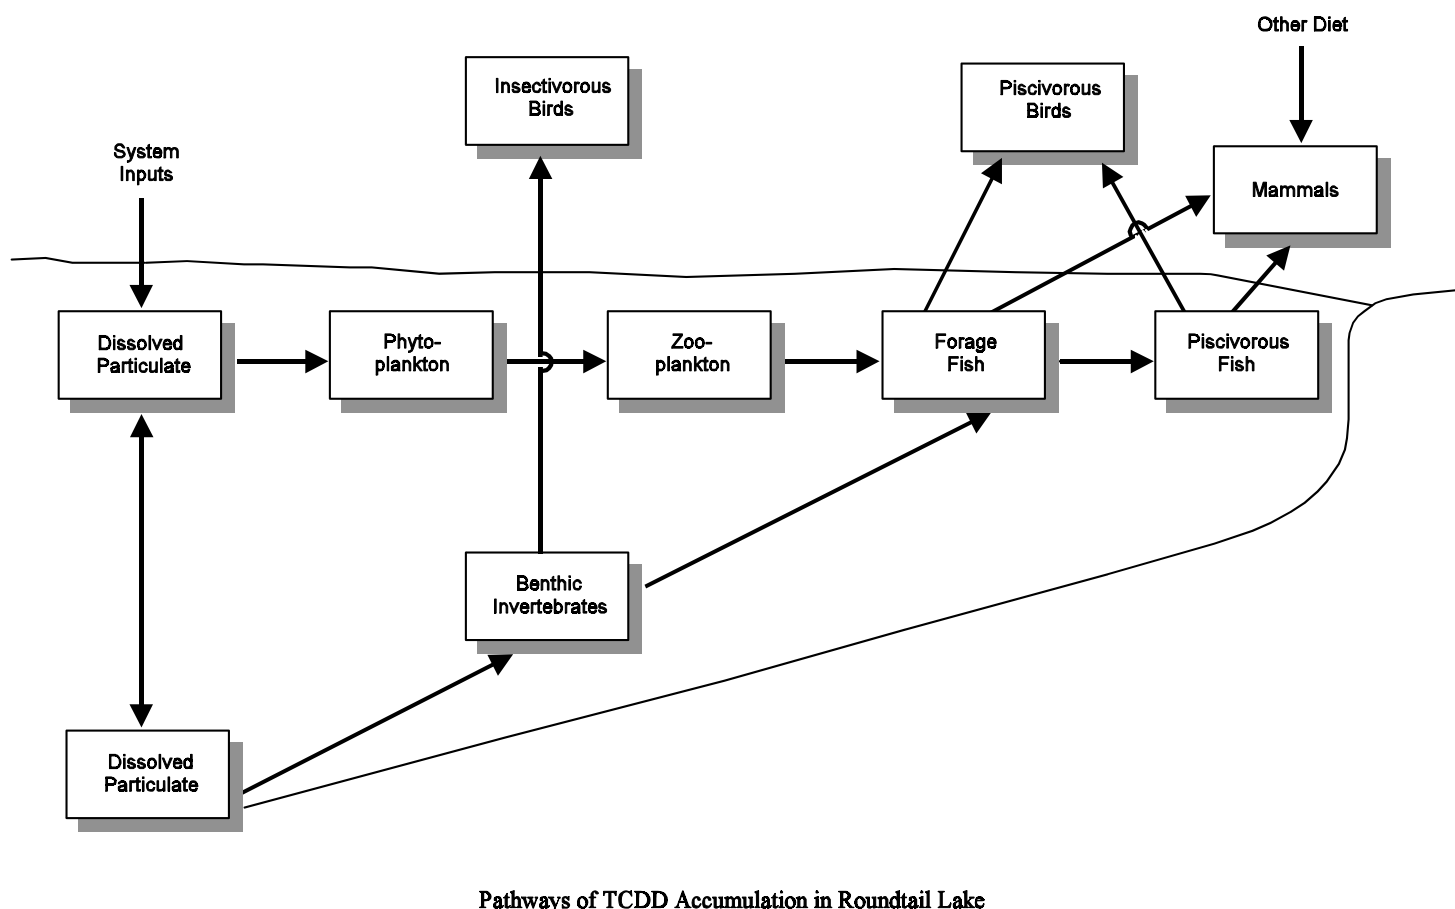 Other Diet
Insectivorous
Birds
Piscivorous
Birds
System
Inputs
Mammals
Dissolved
Particulate
Phyto-
plankton
Zoo-
plankton
Forage
Fish
Piscivorous
Fish
Benthic
Invertebrates
Dissolved
Particulate
Pathways of TCDD Accumulation in Roundtail Lake